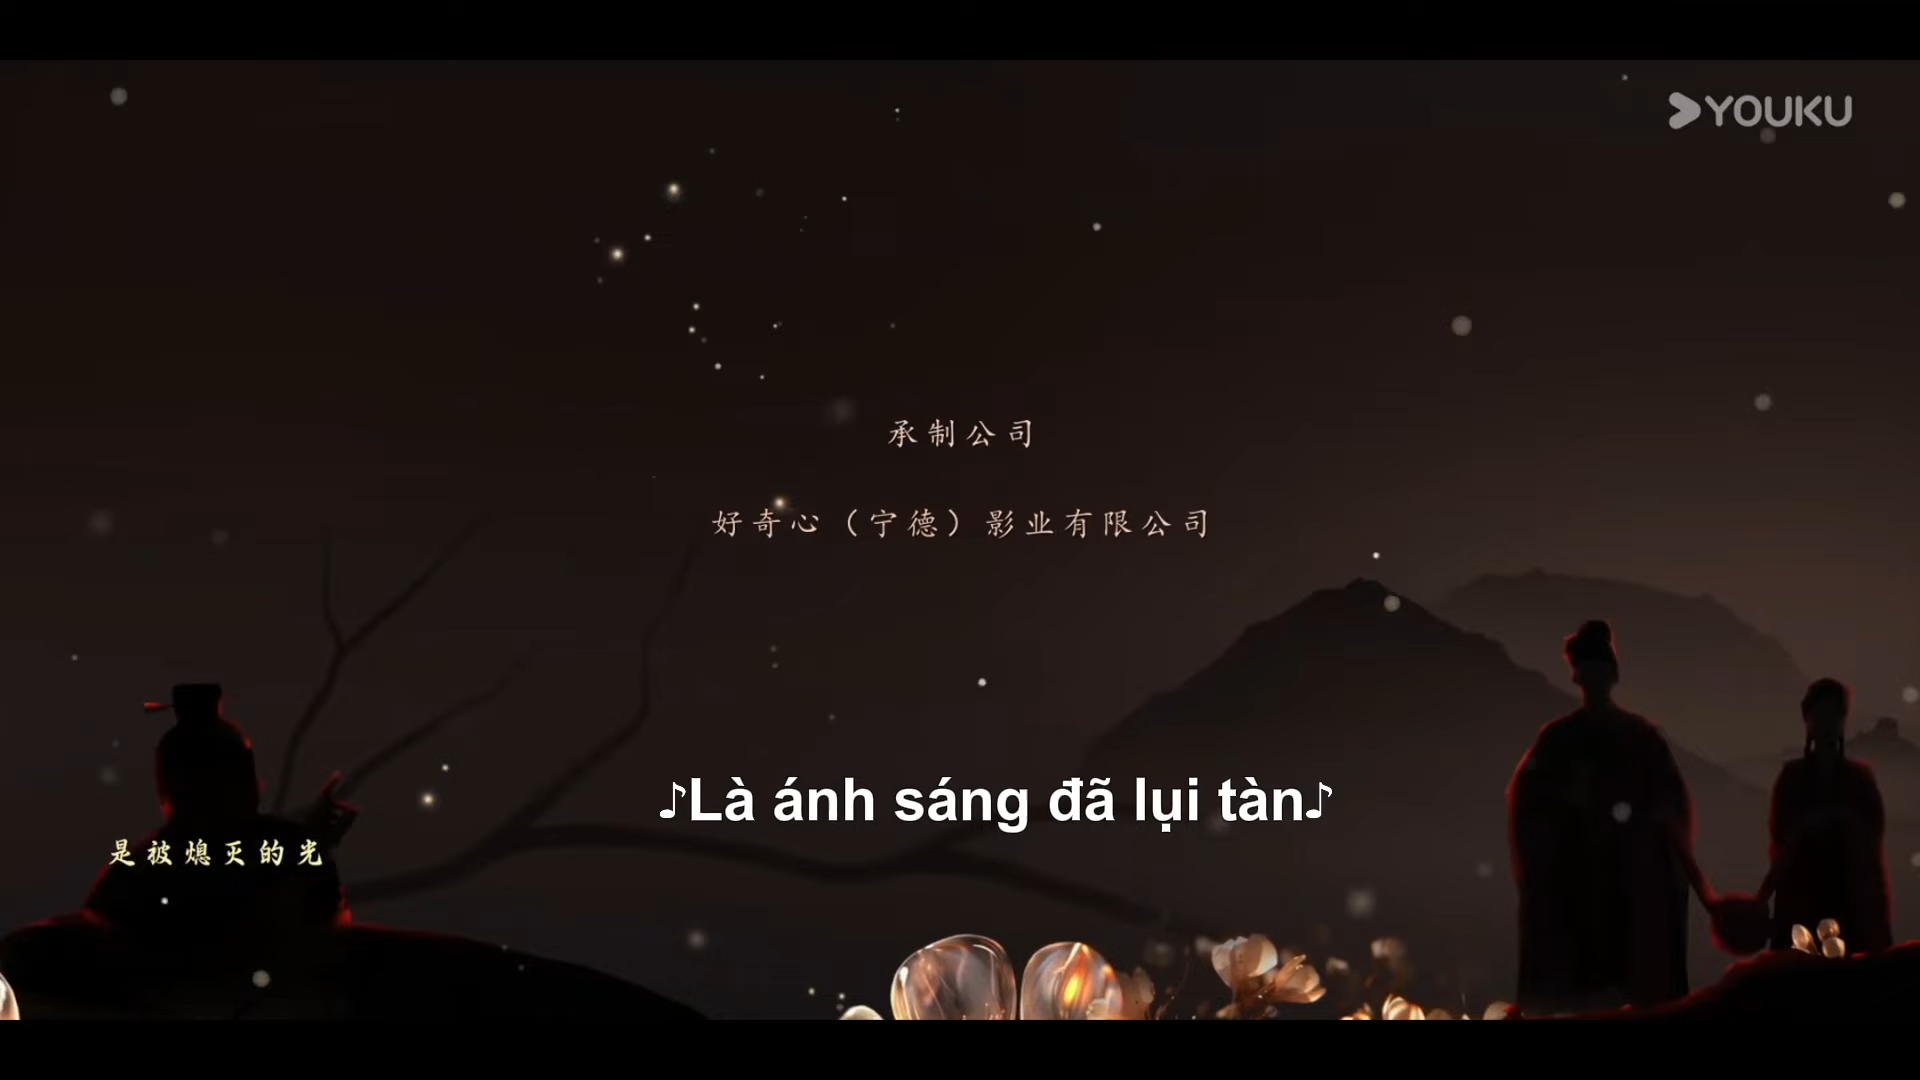 YOUKU
承制公司
好奇心（宁德）影业有限公司
♪Là ánh sáng đã lụi tàn♪
是被熄灭的光